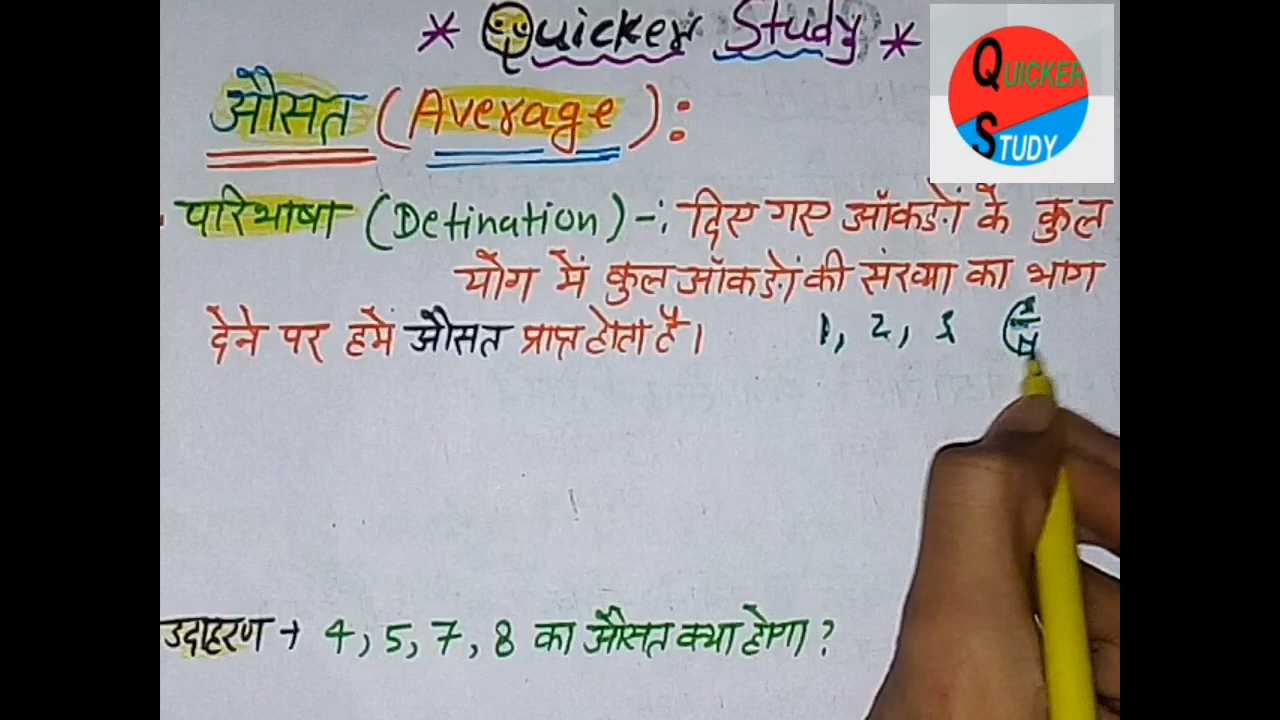 * Quicker Study *
QUICKER
STUDY
औसत (Average):
परिभाषा (Detination) -: दिए गए आँकडों के कुल
योग में कुल आँकडों की संख्या का भाग
देने पर हमें औसत प्राप्त होता है।
1, 2, 3
उदाहरण → 4, 5, 7, 8 का औसत क्या होगा ?